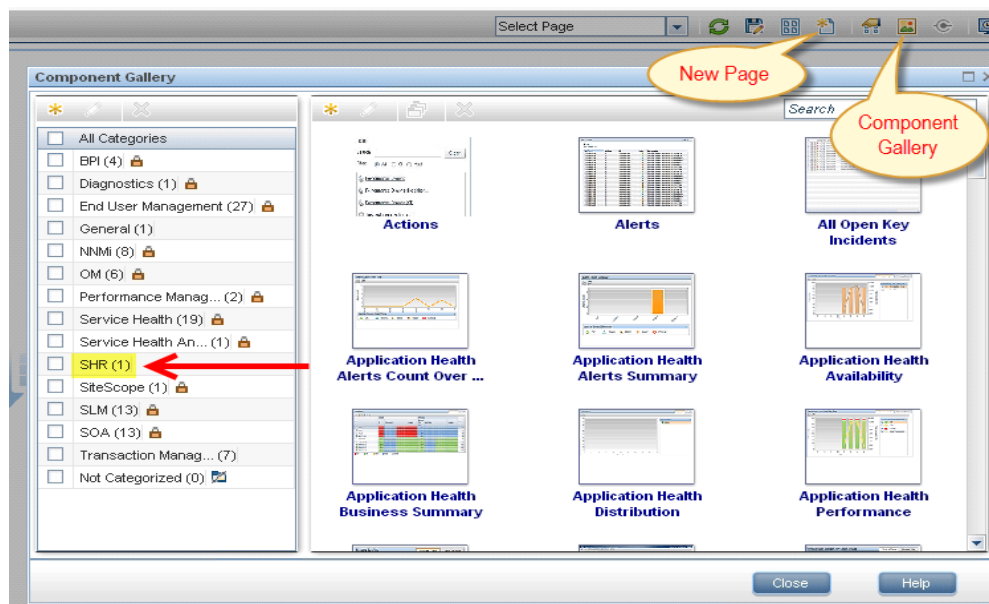 Select Page
New Page
Component Gallery
Component Gallery
Search
All Categories
BPI (4)
Diagnostics (1)
End User Management (27)
General (1)
NNMi (8)
OM (6)
Performance Manag... (2)
Service Health (19)
Service Health An... (1)
SHR (1)
SiteScope (1)
SLM (13)
SOA (13)
Transaction Manag... (7)
Not Categorized (0)
Actions
Alerts
All Open Key Incidents
Application Health Alerts Count Over ...
Application Health Alerts Summary
Application Health Availability
Application Health Business Summary
Application Health Distribution
Application Health Performance
Close
Help